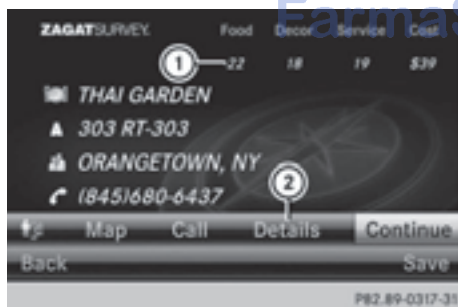 ZAGATSURVEY. Food Decor Service Cost
1 22 18 19 $39
THAI GARDEN
303 RT-303
ORANGETOWN, NY
(845)680-6437
2
Map Call Details Continue
Back Save
P82.89-0317-31